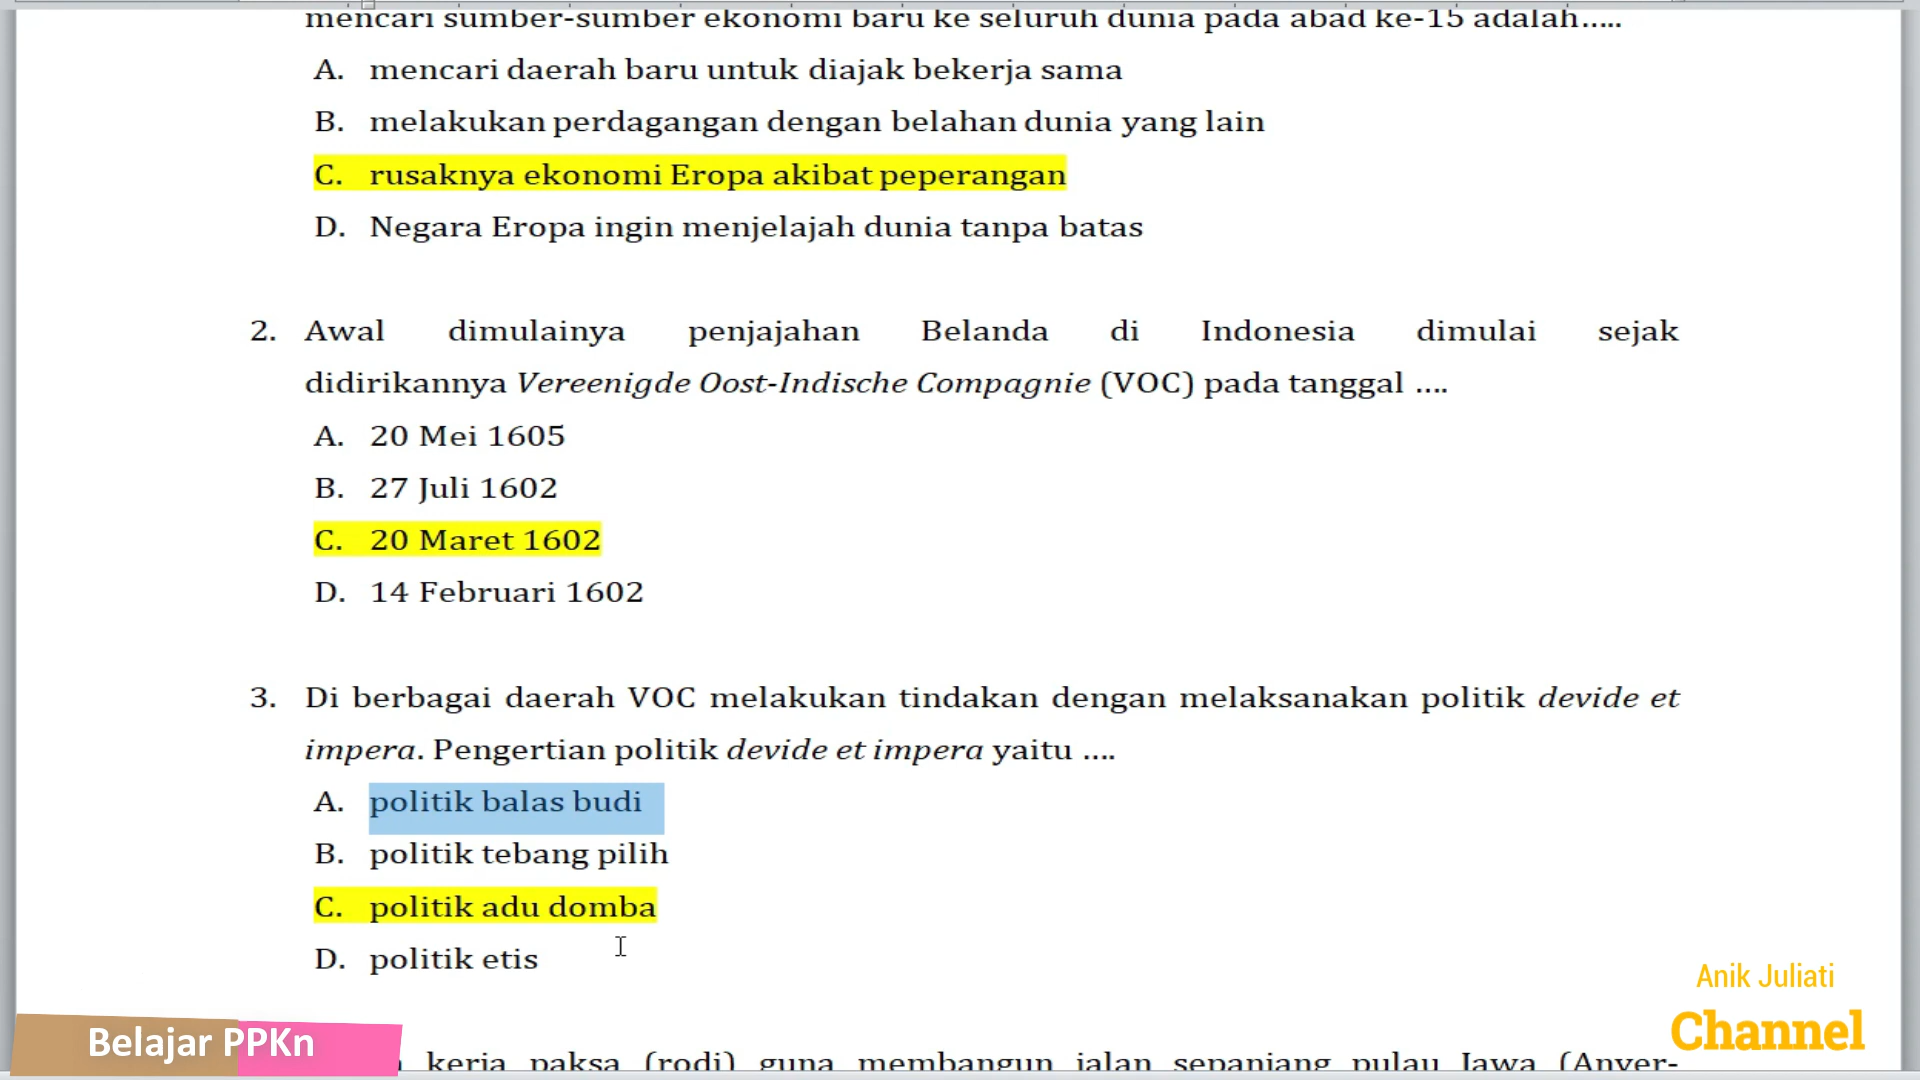 mencari sumber-sumber ekonomi baru ke seluruh dunia pada abad ke-15 adalah.....
A. mencari daerah baru untuk diajak bekerja sama
B. melakukan perdagangan dengan belahan dunia yang lain
C. rusaknya ekonomi Eropa akibat peperangan
D. Negara Eropa ingin menjelajah dunia tanpa batas
2. Awal dimulainya penjajahan Belanda di Indonesia dimulai sejak
didirikannya Vereenigde Oost-Indische Compagnie (VOC) pada tanggal ....
A. 20 Mei 1605
B. 27 Juli 1602
C. 20 Maret 1602
D. 14 Februari 1602
3. Di berbagai daerah VOC melakukan tindakan dengan melaksanakan politik devide et
impera. Pengertian politik devide et impera yaitu ....
A. politik balas budi
B. politik tebang pilih
C. politik adu domba
D. politik etis
kerja paksa (rodi) guna membangun jalan sepanjang pulau Jawa (Anyer-
Belajar PPKn
Anik Juliati
Channel